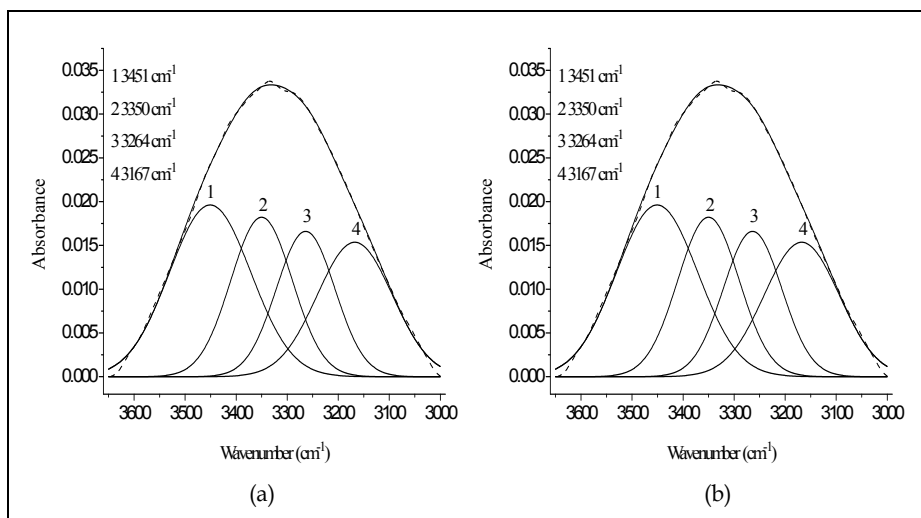 0.035
0.030
0.025
0.020
0.015
0.010
0.005
0.000
Absorbance
1 3451 cm-1
2 3350 cm-1
3 3264 cm-1
4 3167 cm-1
1
2
3
4
3600 3500 3400 3300 3200 3100 3000
Wavenumber (cm-1)
(a)
0.035
0.030
0.025
0.020
0.015
0.010
0.005
0.000
Absorbance
1 3451 cm-1
2 3350 cm-1
3 3264 cm-1
4 3167 cm-1
1
2
3
4
3600 3500 3400 3300 3200 3100 3000
Wavenumber (cm-1)
(b)